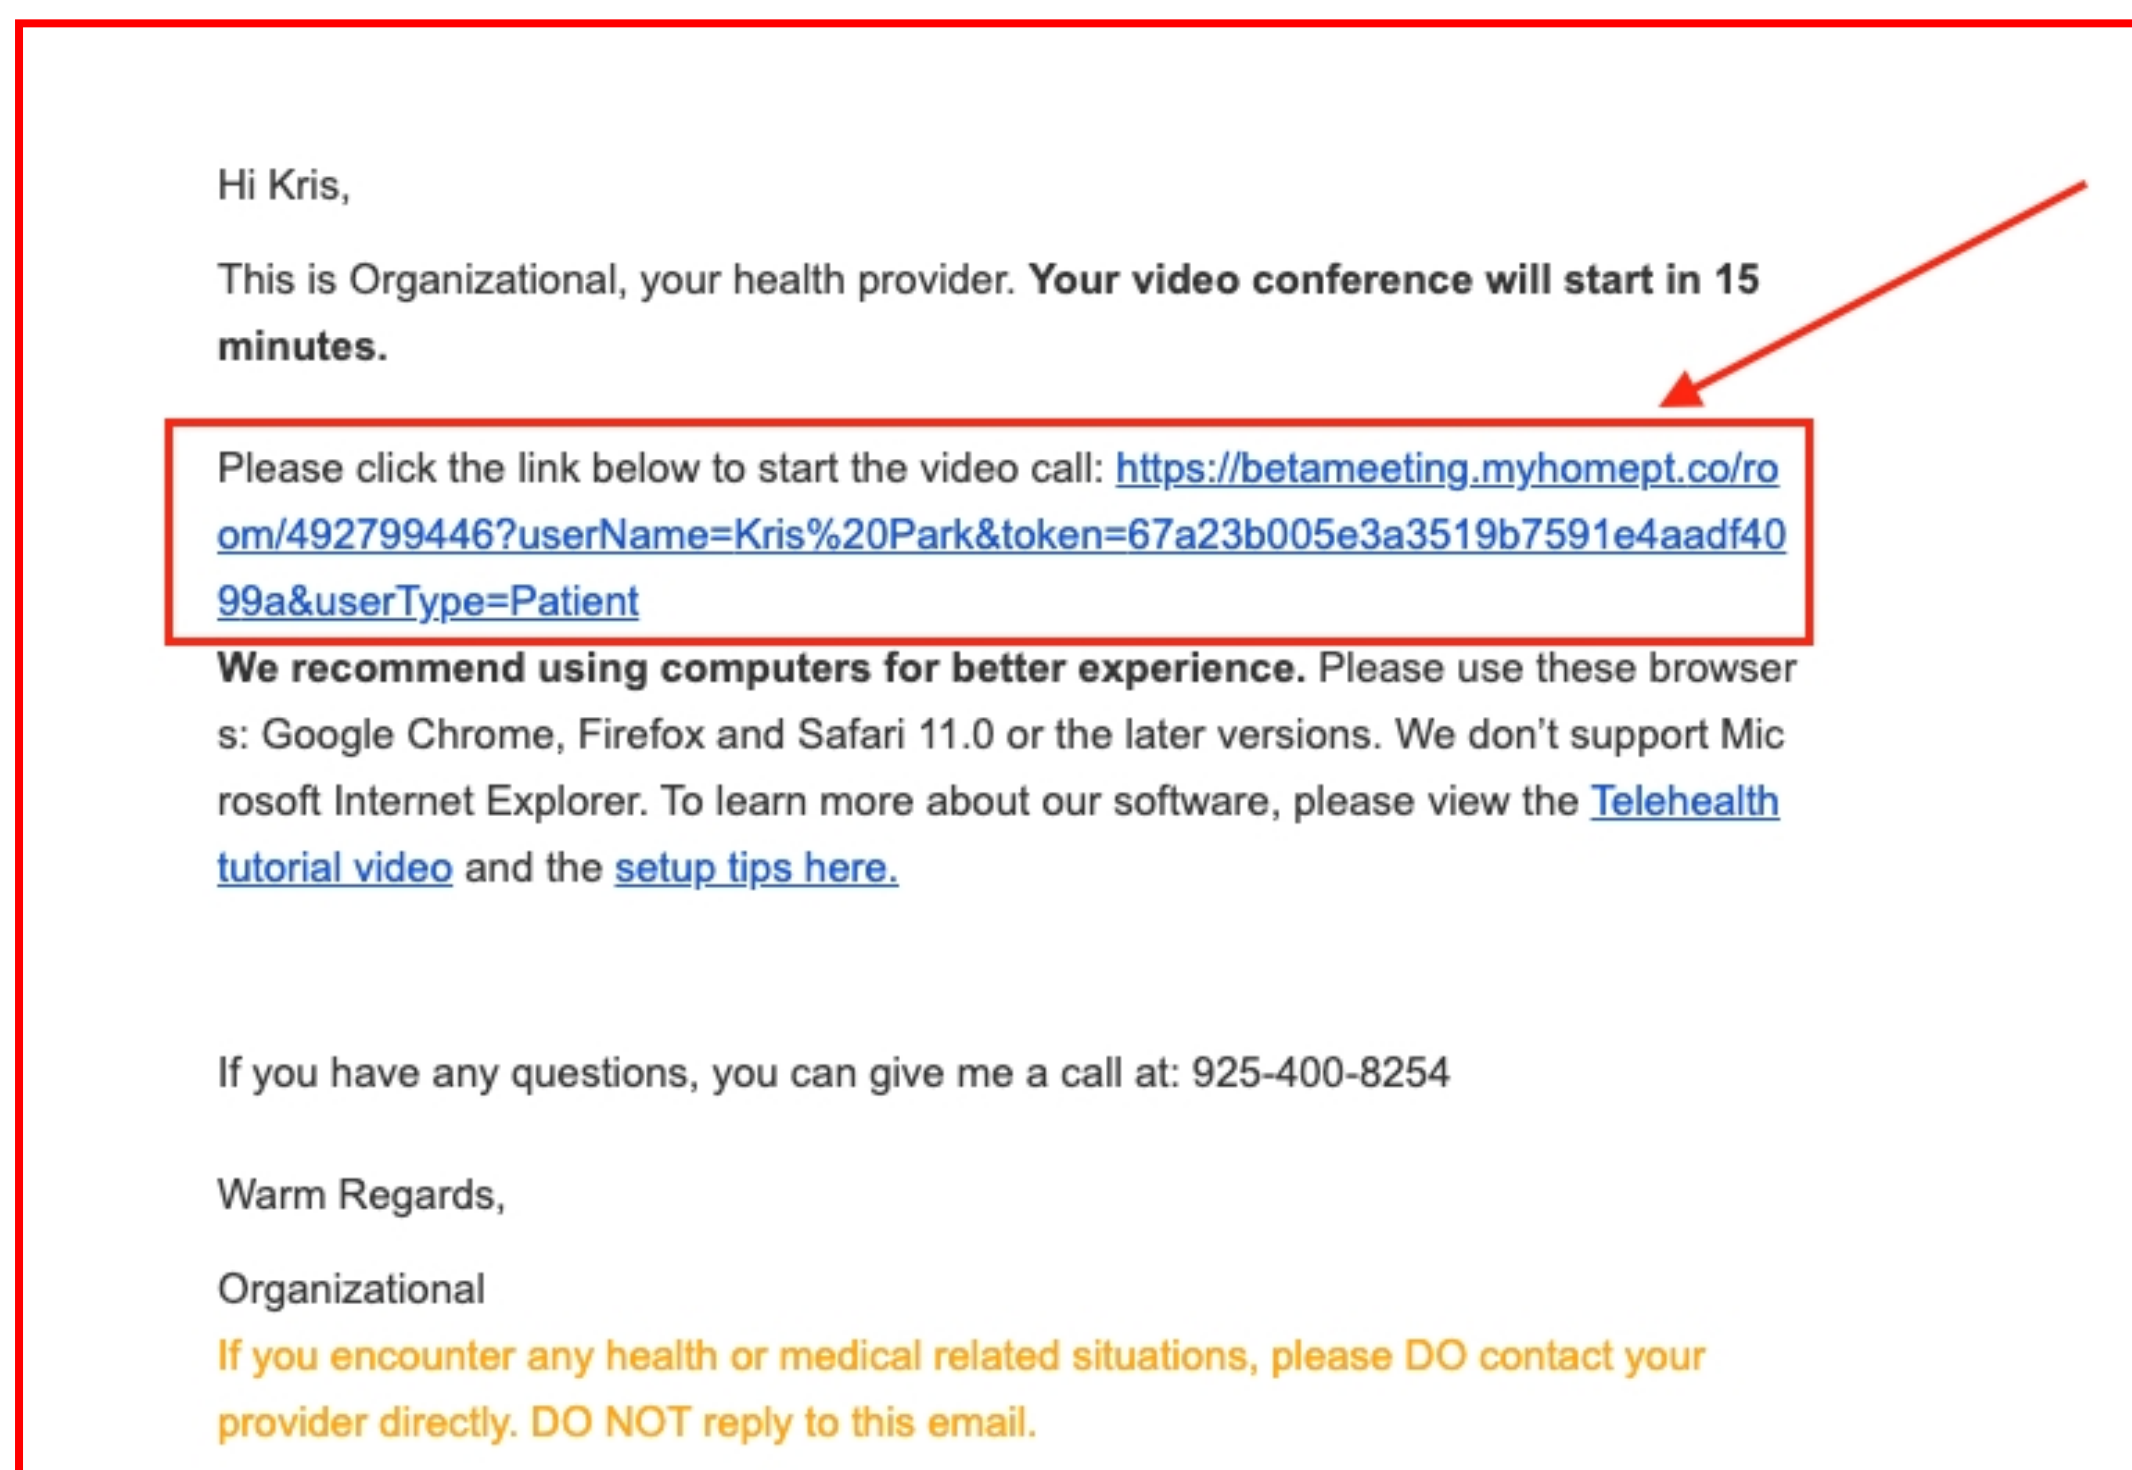 Hi Kris,
This is Organizational, your health provider. Your video conference will start in 15
minutes.
Please click the link below to start the video call: https://betameeting.myhomept.co/ro
om/492799446?userName=Kris%20Park&token=67a23b005e3a3519b7591e4aadf40
99a&userType=Patient
We recommend using computers for better experience. Please use these browser
s: Google Chrome, Firefox and Safari 11.0 or the later versions. We don’t support Mic
rosoft Internet Explorer. To learn more about our software, please view the Telehealth
tutorial video and the setup tips here.
If you have any questions, you can give me a call at: 925-400-8254
Warm Regards,
Organizational
If you encounter any health or medical related situations, please DO contact your
provider directly. DO NOT reply to this email.